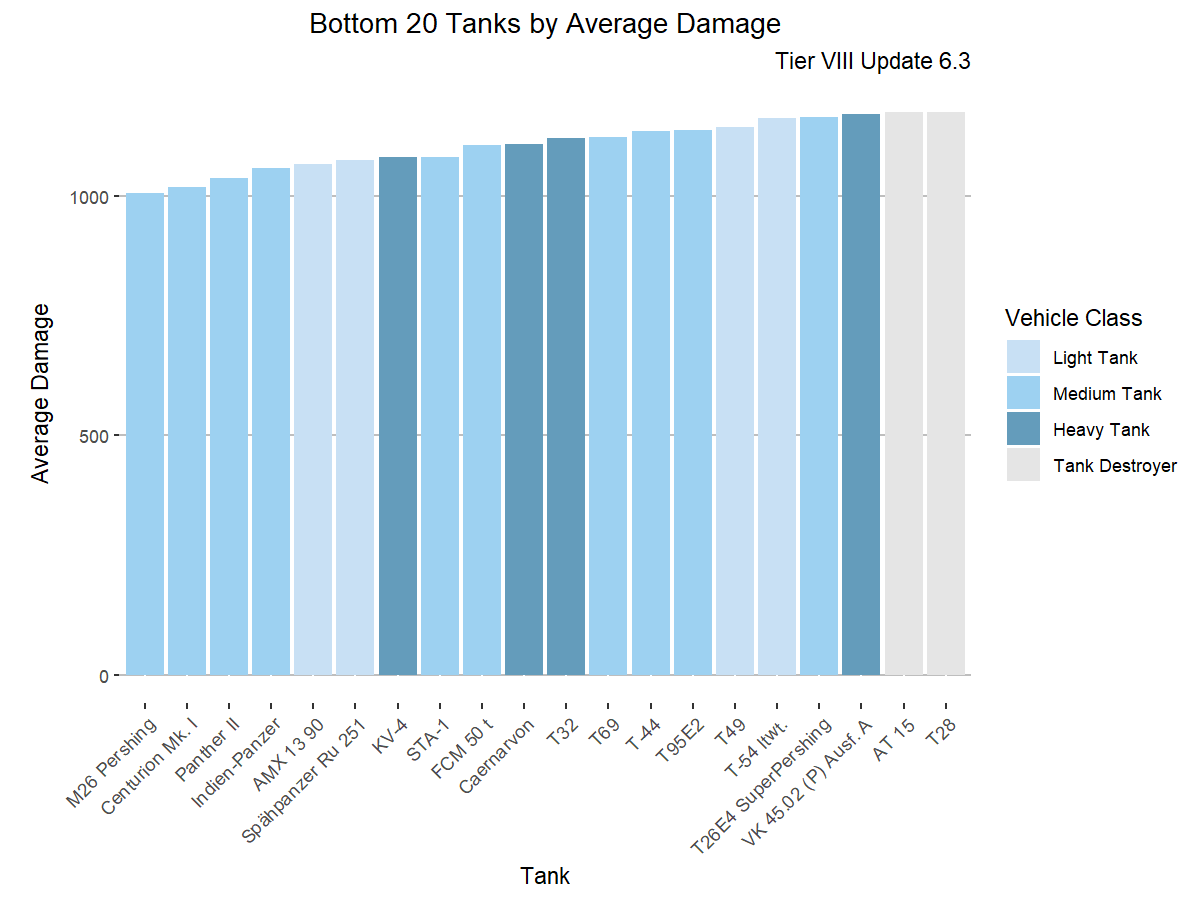 Bottom 20 Tanks by Average Damage
Tier VIII Update 6.3
Average Damage
1000
500
0
M26 Pershing
Centurion Mk. I
Panther II
Indien-Panzer
AMX 13 90
Spähpanzer Ru 251
KV-4
STA-1
FCM 50 t
Caernarvon
T32
T69
T-44
T95E2
T49
T-54 ltwt.
T26E4 SuperPershing
VK 45.02 (P) Ausf. A
AT 15
T28
Tank
Vehicle Class
Light Tank
Medium Tank
Heavy Tank
Tank Destroyer